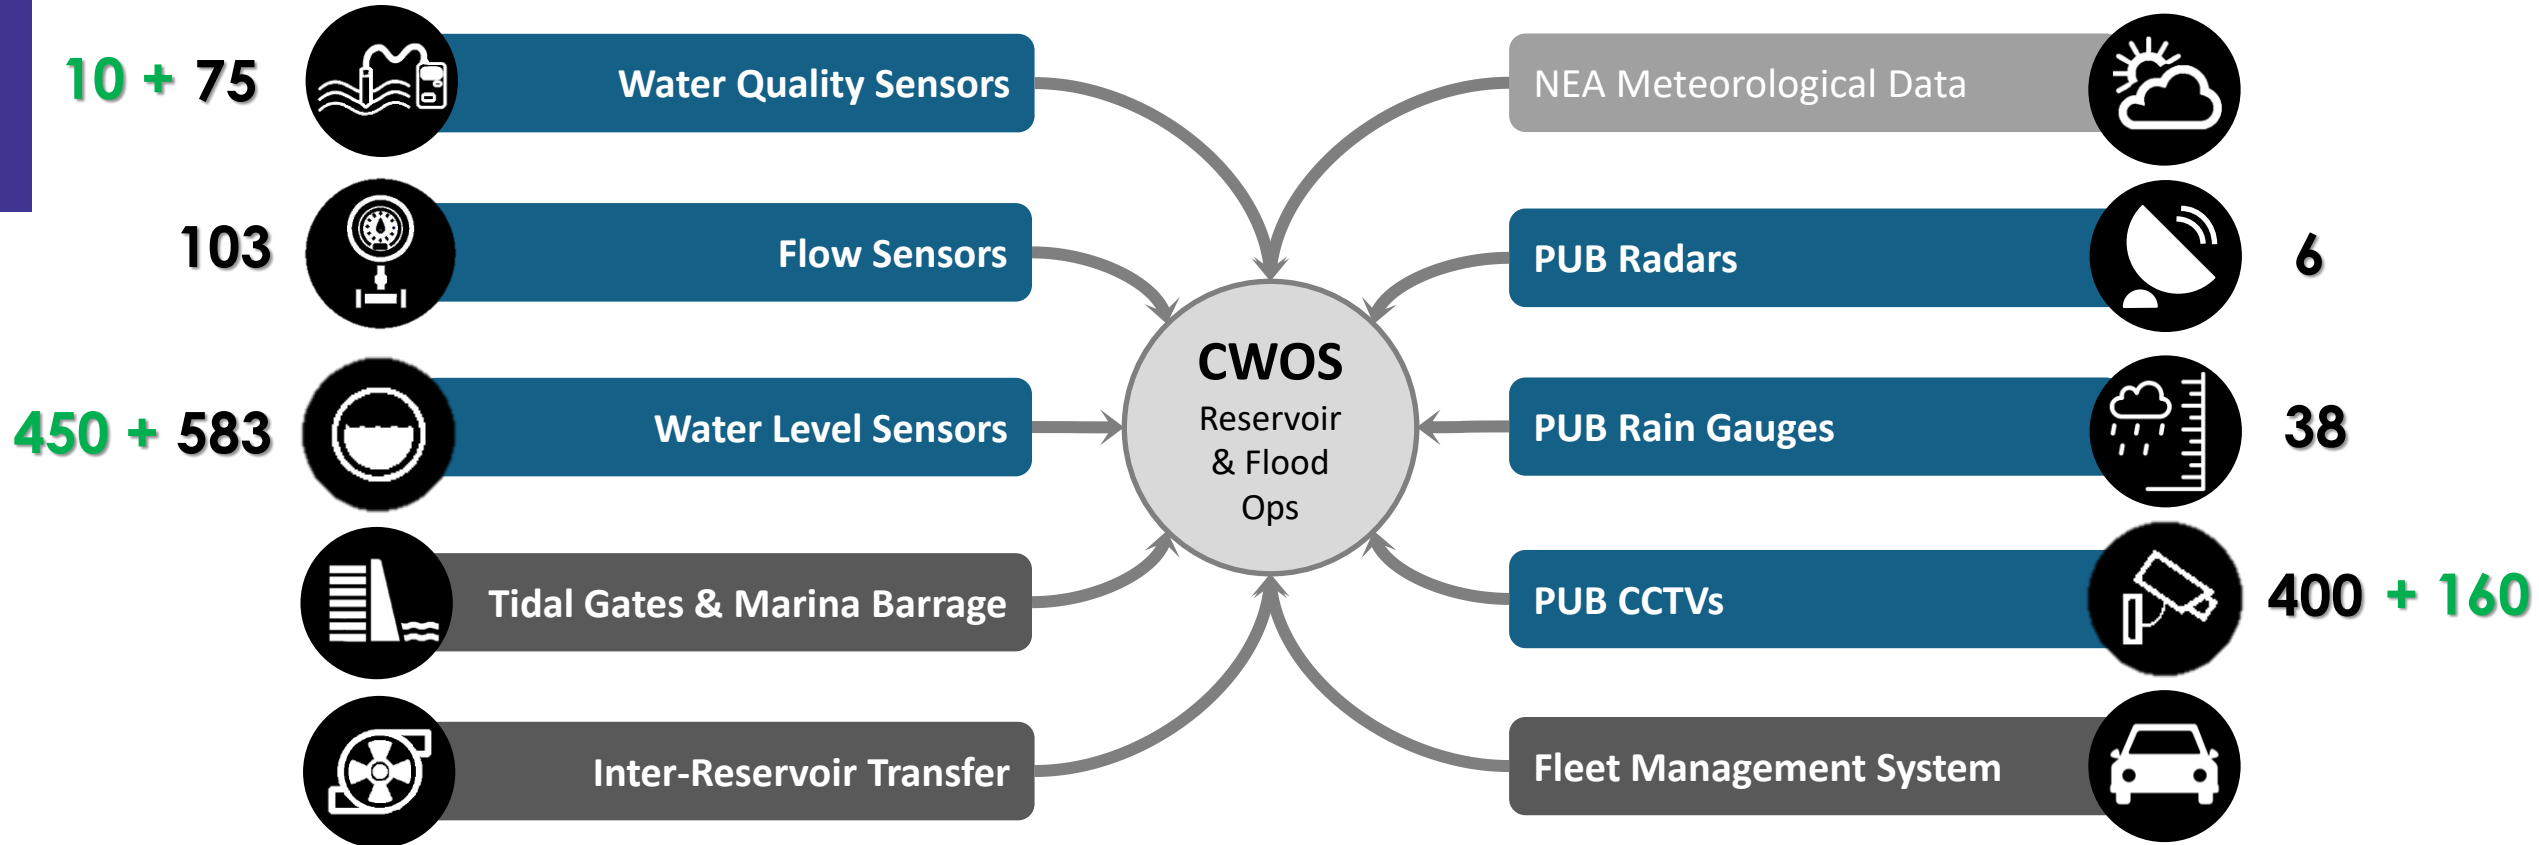 10 + 75
Water Quality Sensors
103
Flow Sensors
450 + 583
Water Level Sensors
Tidal Gates & Marina Barrage
Inter-Reservoir Transfer
CWOS
Reservoir
& Flood
Ops
NEA Meteorological Data
PUB Radars
6
PUB Rain Gauges
38
PUB CCTVs
400 + 160
Fleet Management System